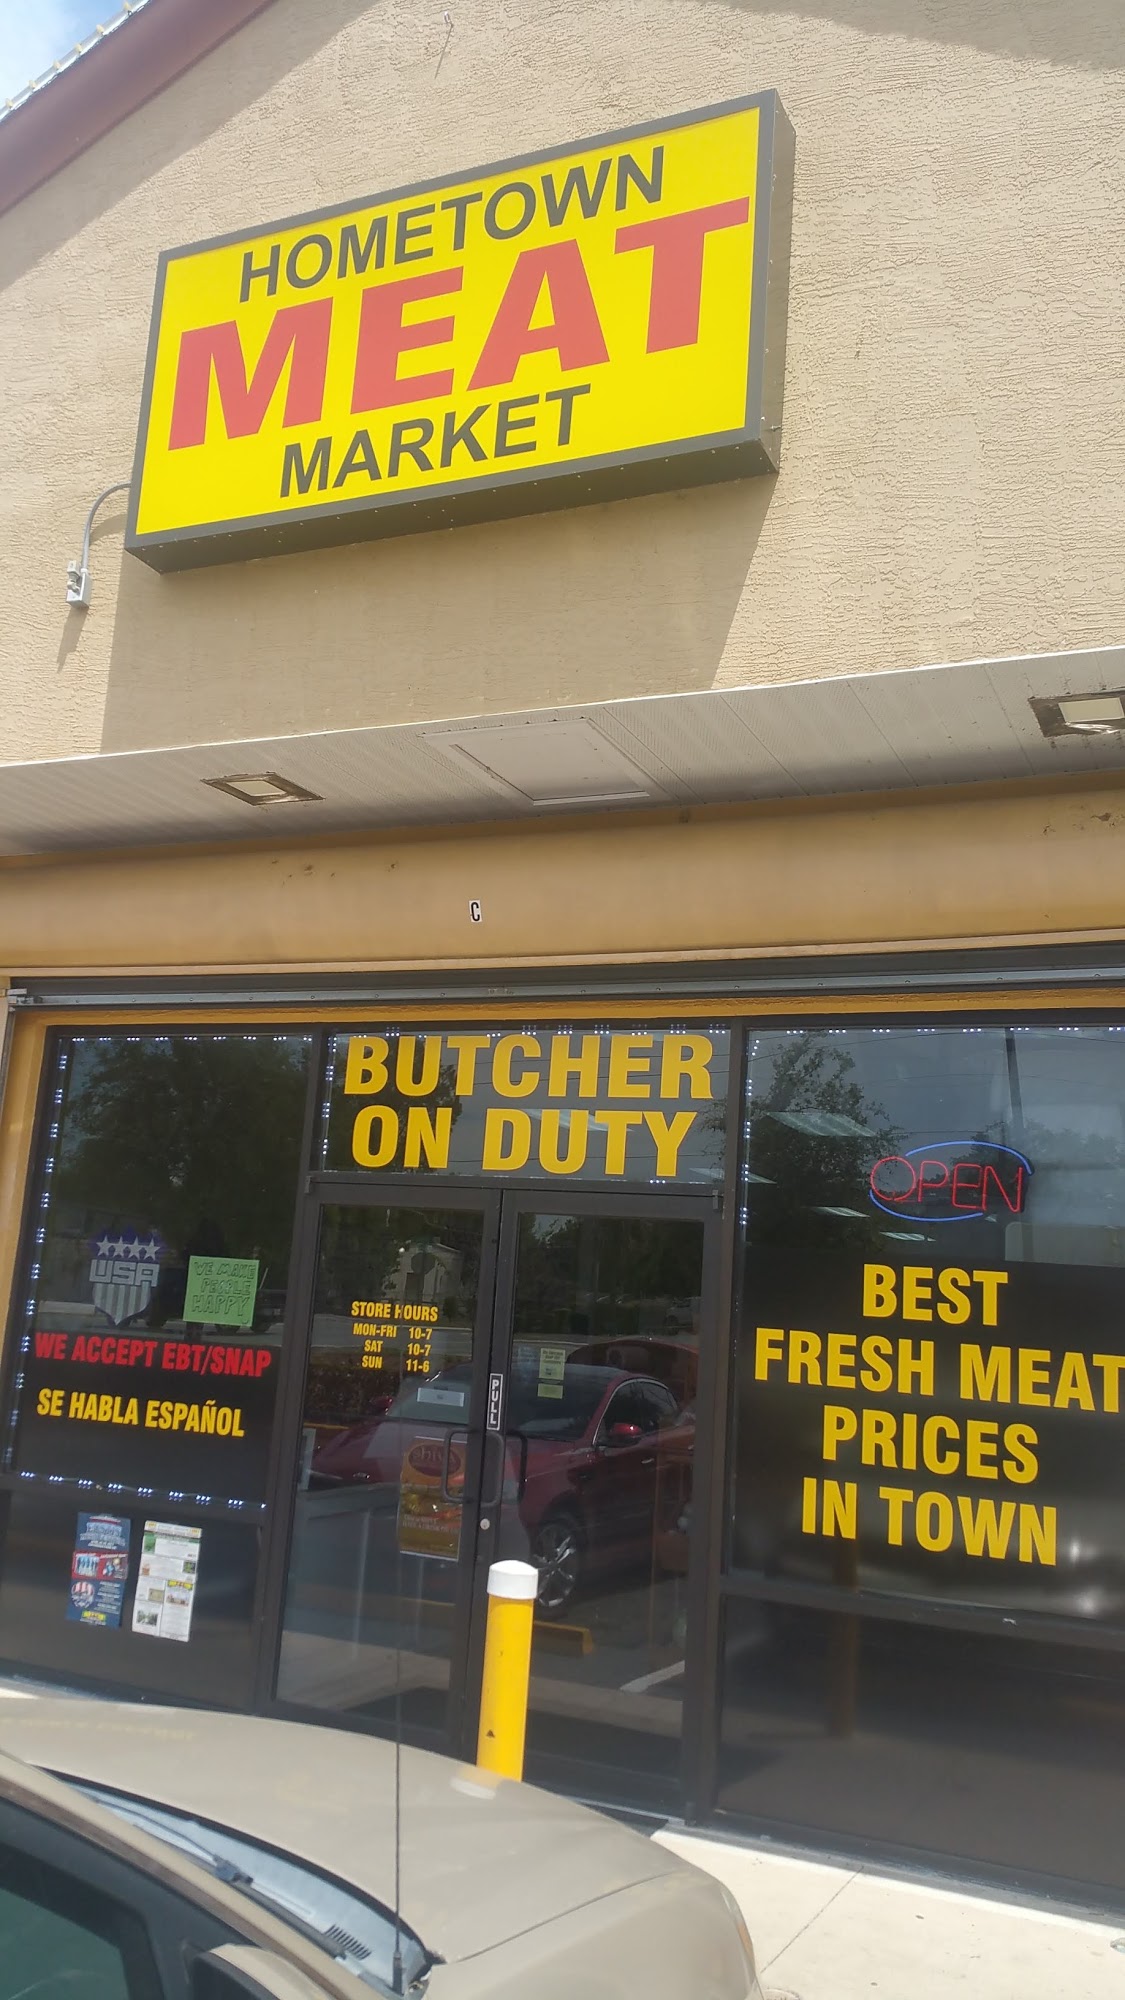 HOMETOWN
MEAT
MARKET
C
BUTCHER
ON DUTY
OPEN
USA
WE MAKE
PEOPLE
HAPPY
WE ACCEPT EBT/SNAP
SE HABLA ESPAÑOL
STORE HOURS
MON-FRI 10-7
SAT 10-7
SUN 11-6
PULL
BEST
FRESH MEAT
PRICES
IN TOWN